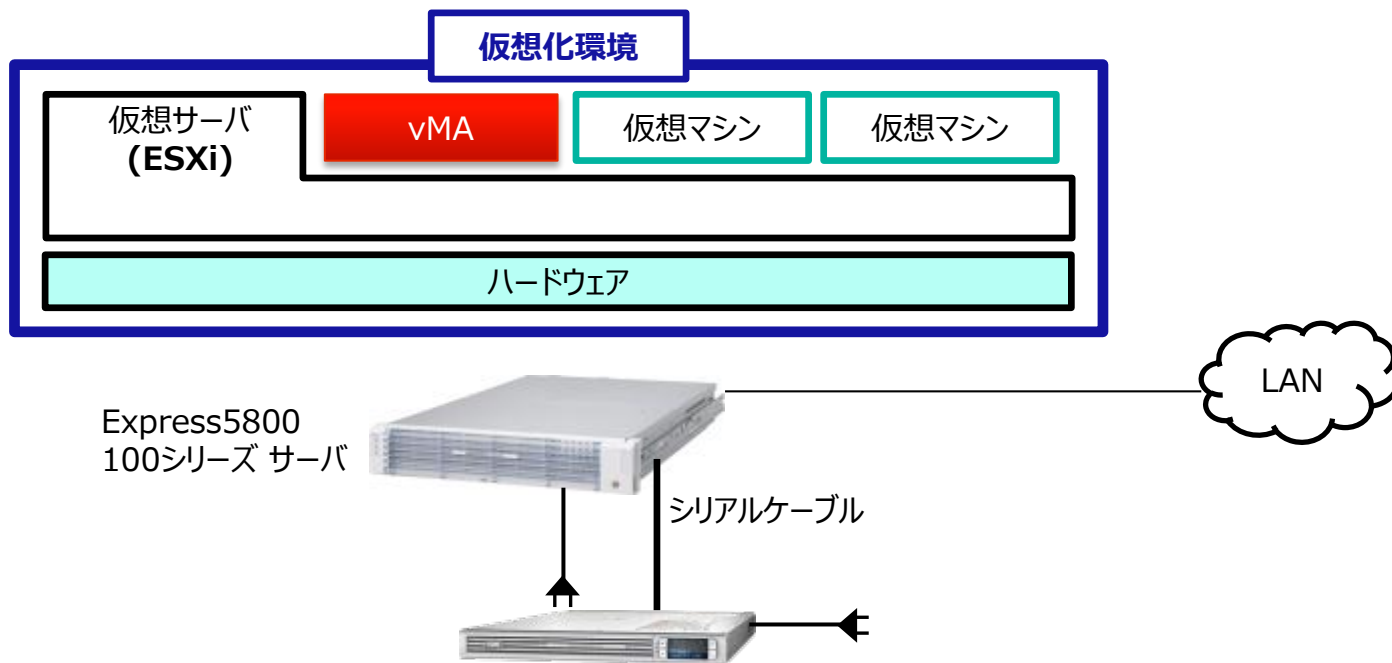 仮想化環境
仮想サーバ
(ESXi)
vMA
仮想マシン
仮想マシン
ハードウェア
LAN
Express5800
100シリーズ サーバ
シリアルケーブル